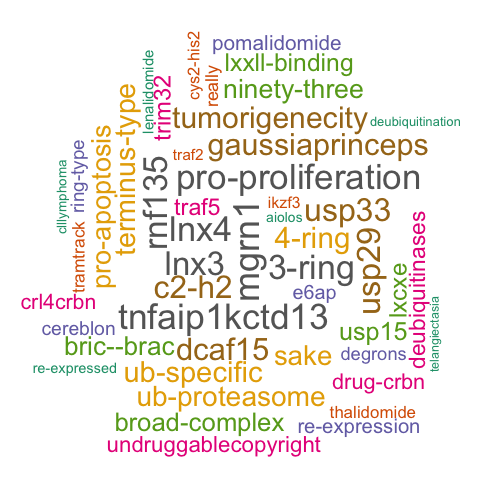 pomalidomide
lxxll-binding
cys2-his2
really
ninety-three
lenalidomide
trim32
tumorigenecity
deubiquitination
gaussiaprinceps
terminus-type
pro-apoptosis
ring-type
traf2
rnf135
pro-proliferation
clllymphoma
tramtrack
traf5
ikzf3
aiolos
usp33
lnx4
mgrn1
4-ring
usp29
lnx3
3-ring
lxcxe
deubiquitinases
telangiectasia
c2-h2
e6ap
crl4crbn
tnfaip1kctd13
cereblon
usp15
bric--brac
dcaf15
sake
degrons
re-expressed
ub-specific
drug-crbn
ub-proteasome
thalidomide
broad-complex
re-expression
undruggablecopyright